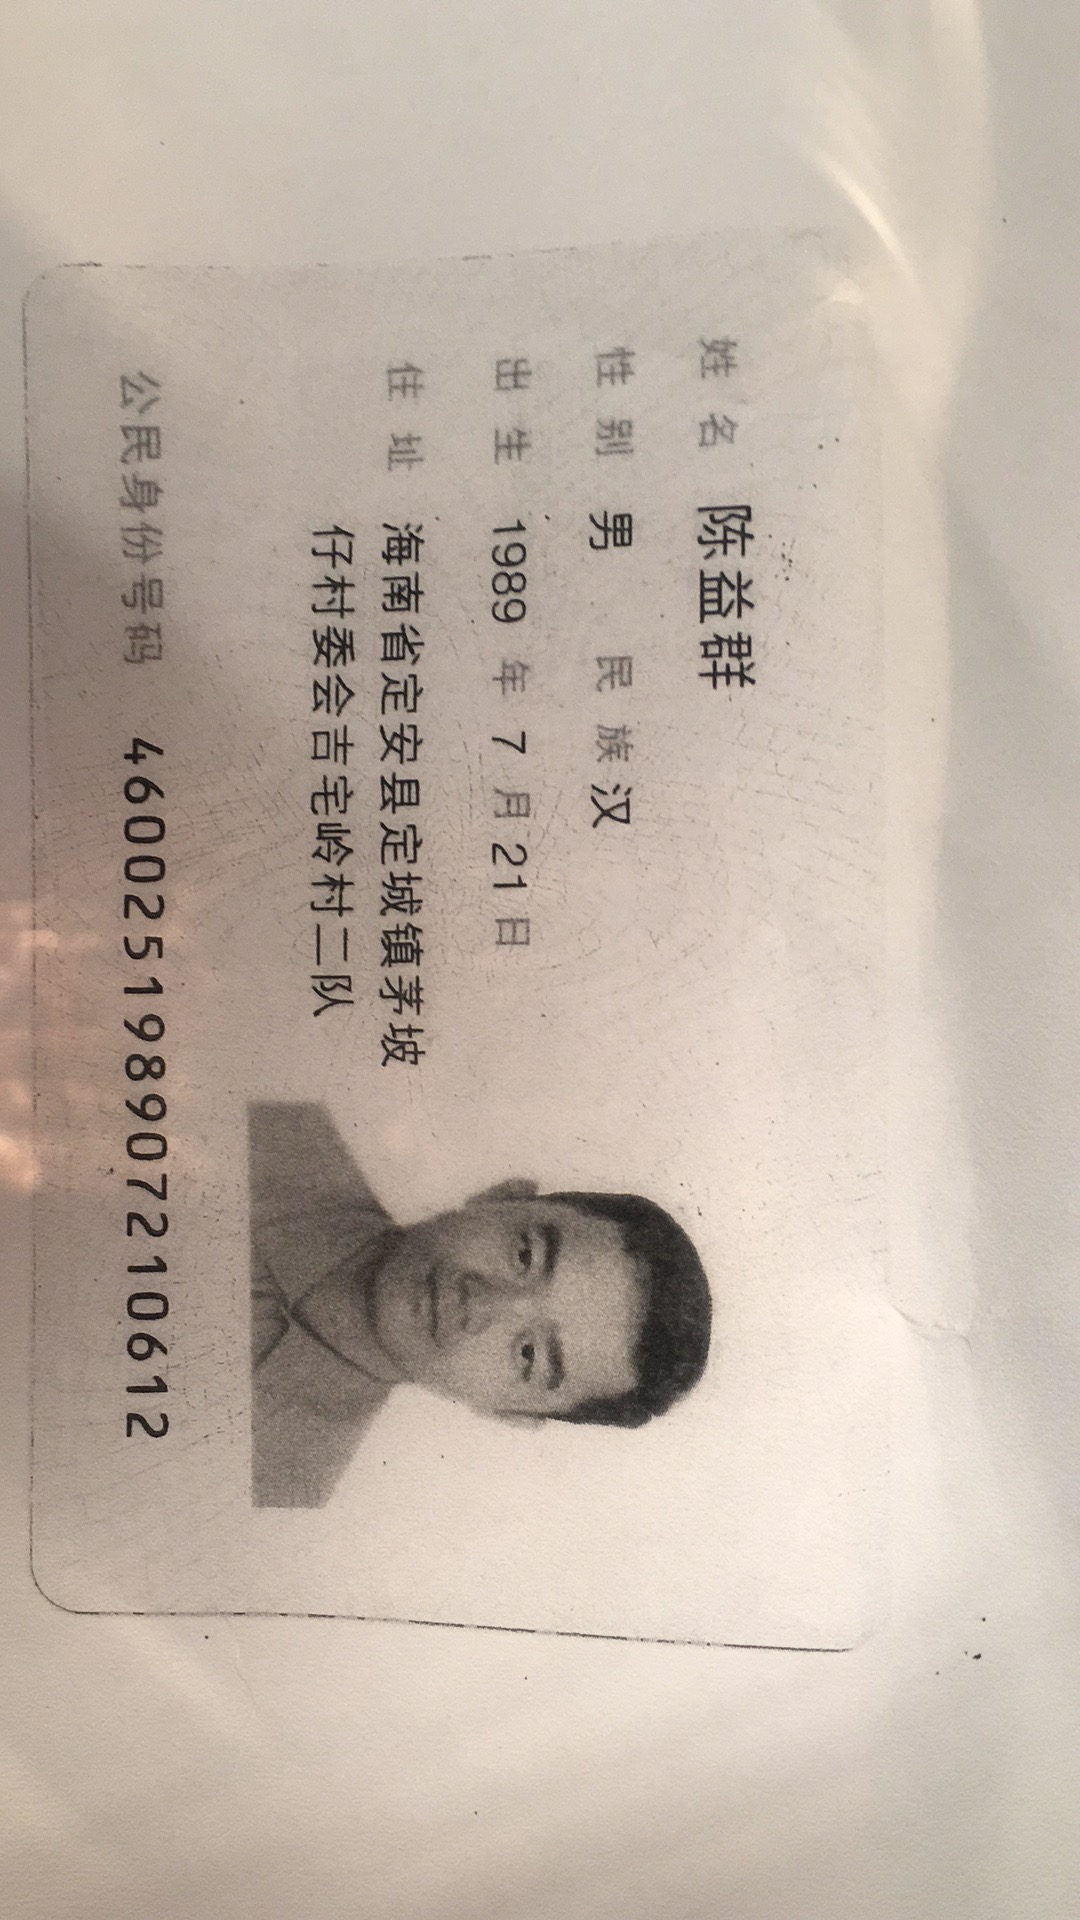 姓名 陈益群
性别 男 民族 汉
出生 1989 年 7 月 21 日
住址 海南省定安县定城镇茅坡
仔村委会吉宅岭村二队
公民身份号码 460025198907210612